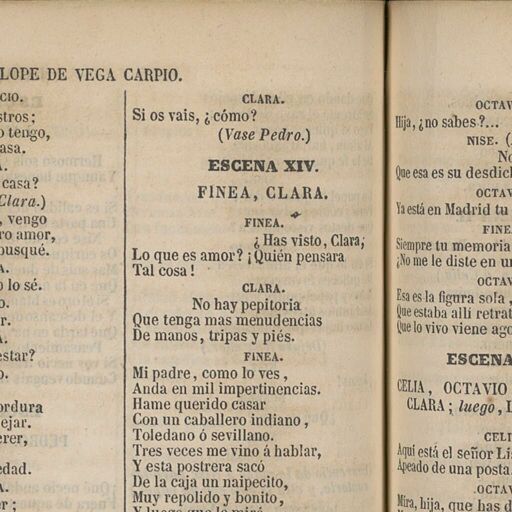 LOPE DE VEGA CARPIO.
CIO.
stros;
o tengo,
asa.
A.
casa?
Clara.)
, vengo
ro amor,
busqué.
A.
o lo sé.
o.
r.
A.
estar?
o.
ordura
ejar.
erer,
edad.
A.
r;
CLARA.
Si os vais, ¿cómo?
(Vase Pedro.)
ESCENA XIV.
FINEA, CLARA.
FINEA.
¿Has visto, Clara,
Lo que es amor? ¡Quién pensara
Tal cosa!
CLARA.
No hay pepitoria
Que tenga mas menudencias
De manos, tripas y piés.
FINEA.
Mi padre, como lo ves,
Anda en mil impertinencias.
Hame querido casar
Con un caballero indiano,
Toledano ó sevillano.
Tres veces me vino á hablar,
Y esta postrera sacó
De la caja un naipecito,
Muy repolido y bonito,
Y luego que lo miré
OCTAV
Hija, ¿no sabes?...
NISE. (
No
Que esa es su desdich
OCTAV
Ya está en Madrid tu
FINE
Siempre tu memoria
¿No me le diste en un
OCTAV
Esa es la figura sola,
Que estaba allí retrat
Que lo vivo viene ago
ESCENA
CELIA, OCTAVIO
CLARA; luego, L
CELI
Aquí está el señor Lis
Apeado de una posta.
OCTAV
Mira, hija, que has d